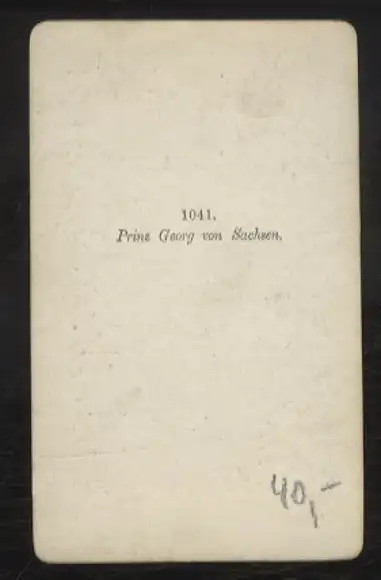 1041.
Prinz Georg von Sachsen.
40,-